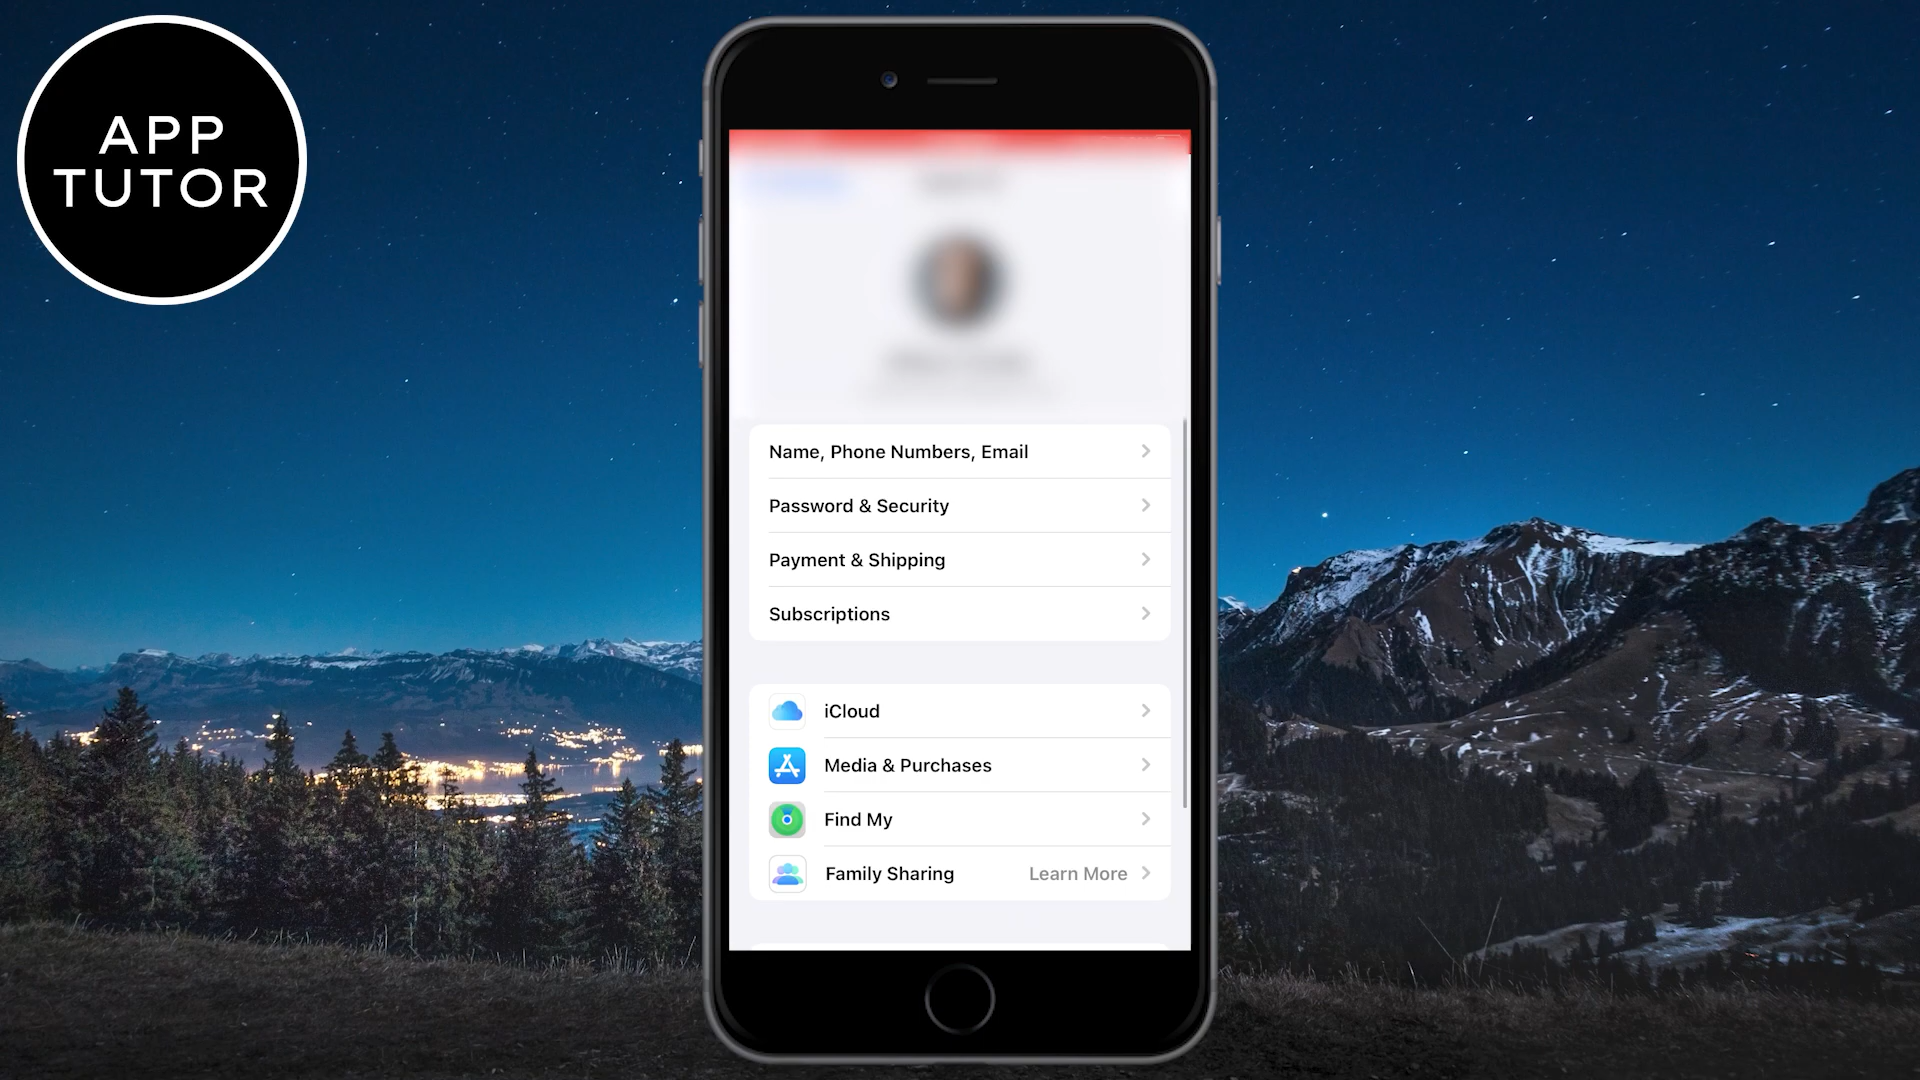 APP
TUTOR
Name, Phone Numbers, Email
Password & Security
Payment & Shipping
Subscriptions
iCloud
Media & Purchases
Find My
Family Sharing Learn More